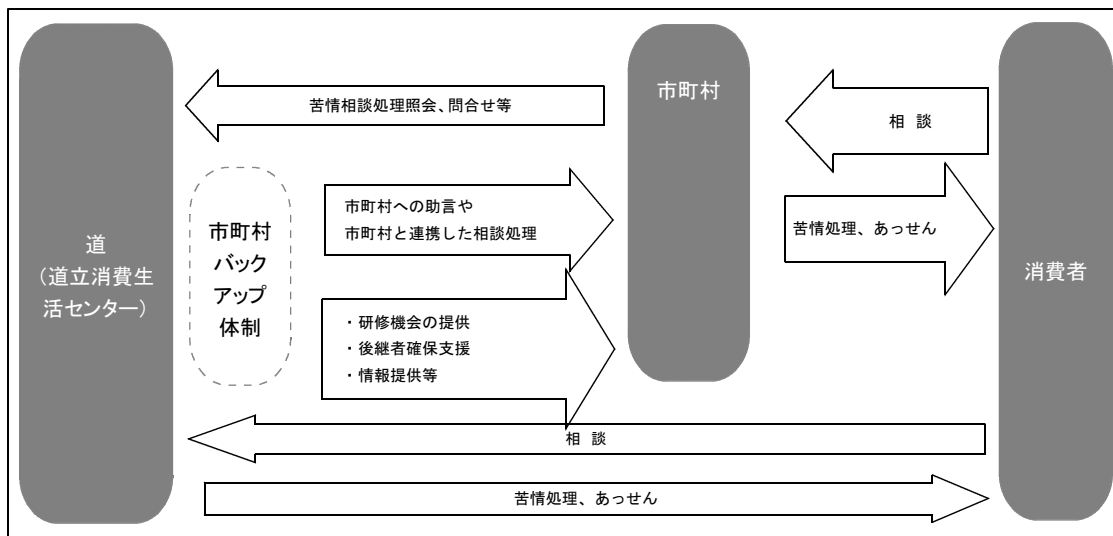 道
（道立消費生
活センター）
市町村
バック
アップ
体制
苦情相談処理照会、問合せ等
市町村への助言や
市町村と連携した相談処理
・研修機会の提供
・後継者確保支援
・情報提供等
市町村
相 談
苦情処理、あっせん
消費者
相 談
苦情処理、あっせん